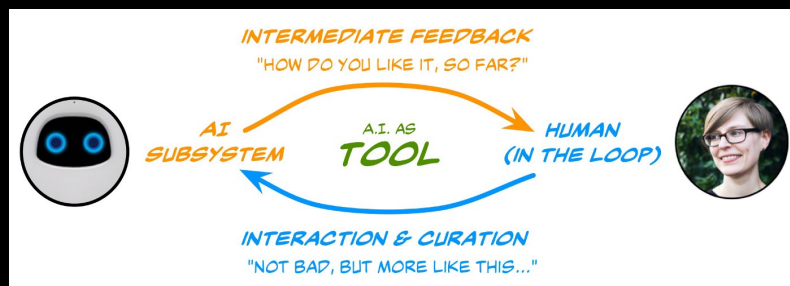 INTERMEDIATE FEEDBACK
"HOW DO YOU LIKE IT, SO FAR?"
AI
SUBSYSTEM
A.I. AS
TOOL
HUMAN
(IN THE LOOP)
INTERACTION & CURATION
"NOT BAD, BUT MORE LIKE THIS..."